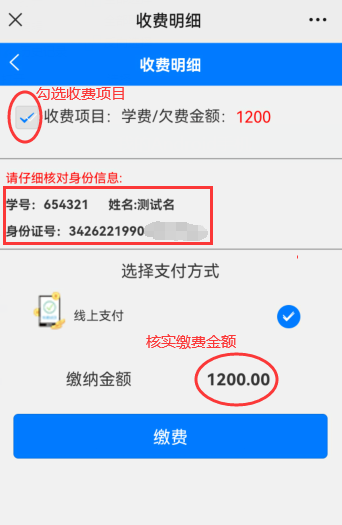 收费明细
收费明细
勾选收费项目
收费项目：学费/欠费金额：1200
请仔细核对身份信息:
学号：654321 姓名:测试名
身份证号：3426221990
选择支付方式
线上支付
核实缴费金额
缴纳金额 1200.00
缴费